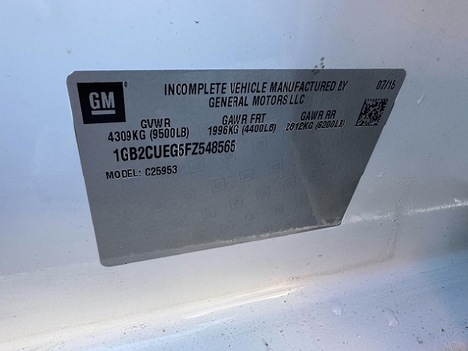 GM
INCOMPLETE VEHICLE MANUFACTURED BY 07/15
GENERAL MOTORS LLC
GVWR GAWR FRT GAWR RR
4309KG (9500LB) 1996KG (4400LB) 2812KG (6200LB)
1GB2CUEG5FZ548565
MODEL: C25953